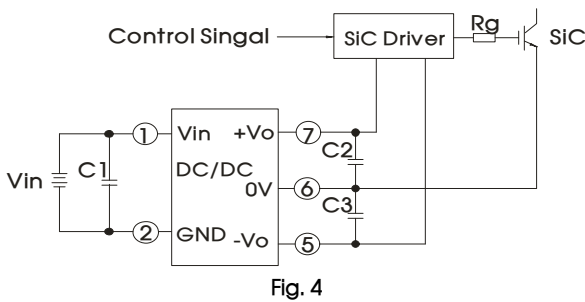 Control Singal
SiC Driver
Rg
SiC
1
Vin
+Vo
7
C2
Vin
C1
DC/DC
0V
6
C3
2
GND
-Vo
5
Fig. 4